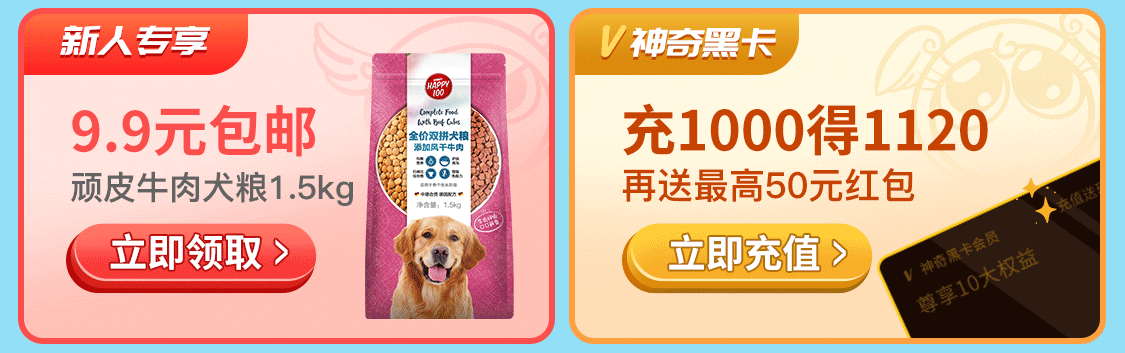 新人专享
9.9元包邮
顽皮牛肉犬粮1.5kg
立即领取 >
HAPPY
100
Complete Food
With Beef Cubes
全价双拼犬粮
添加风干牛肉
净含量：1.5kg
V 神奇黑卡
充1000得1120
再送最高50元红包
立即充值 >
充值送
V 神奇黑卡会员
尊享10大权益